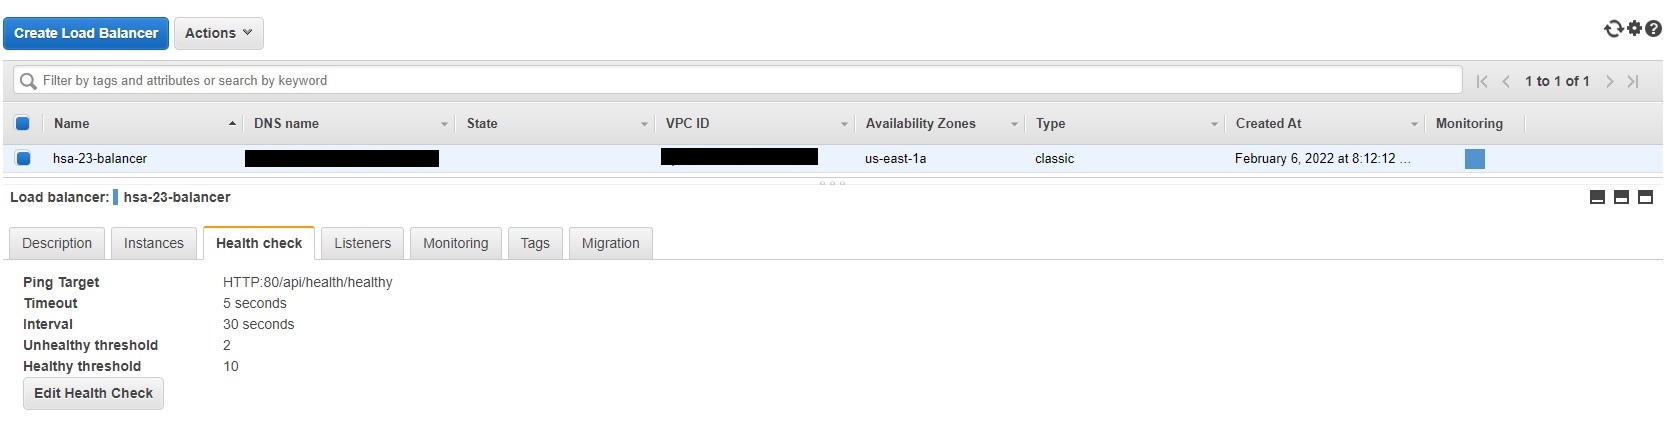 Create Load Balancer Actions
Filter by tags and attributes or search by keyword 1 to 1 of 1
Name DNS name State VPC ID Availability Zones Type Created At Monitoring
hsa-23-balancer us-east-1a classic February 6, 2022 at 8:12:12 ...
Load balancer: hsa-23-balancer
Description Instances Health check Listeners Monitoring Tags Migration
Ping Target HTTP:80/api/health/healthy
Timeout 5 seconds
Interval 30 seconds
Unhealthy threshold 2
Healthy threshold 10
Edit Health Check